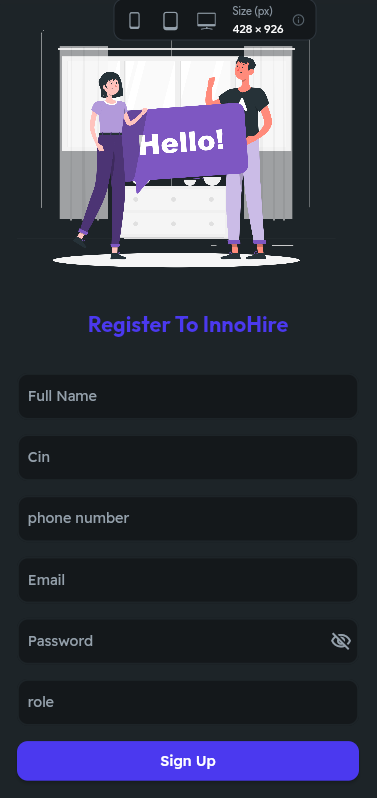 Size (px)
428 × 926
Hello!
Register To InnoHire
Full Name
Cin
phone number
Email
Password
role
Sign Up